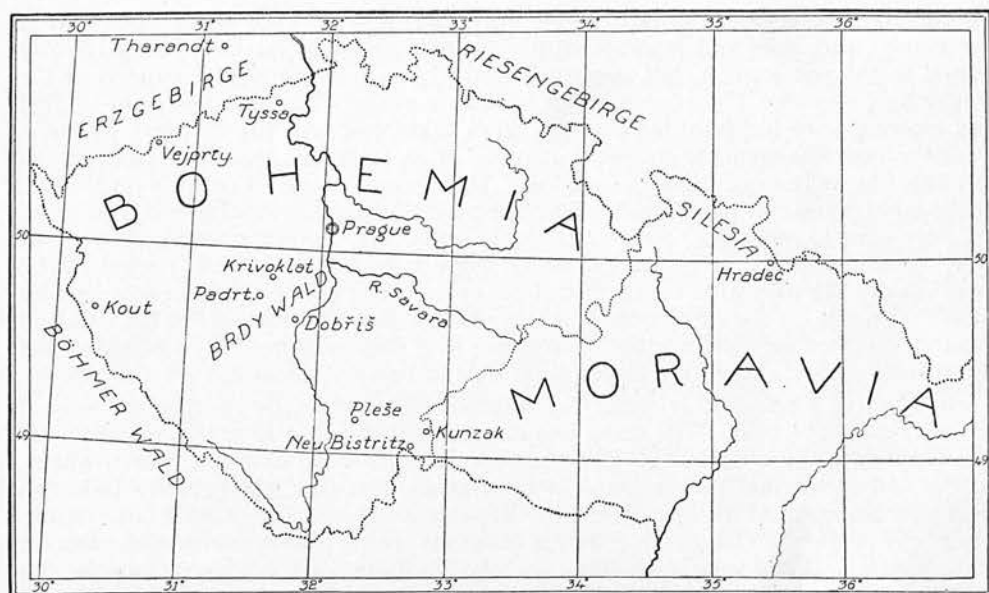 30° 31° 32° 33° 34° 35° 36°
Tharandt
ERZGEBIRGE
RIESENGEBIRGE
Tyssa
Vejprty
BOHEMIA
SILESIA
50 Prague 50
Hradec
Krivoklat
Padrt.
Kout
BRDY WALD
R. Savara
Dobřiš
BÖHMER WALD
MORAVIA
Pleše
Kunzak
49 Neu Bistritz 49
30° 31° 38° 33° 34° 35° 36°